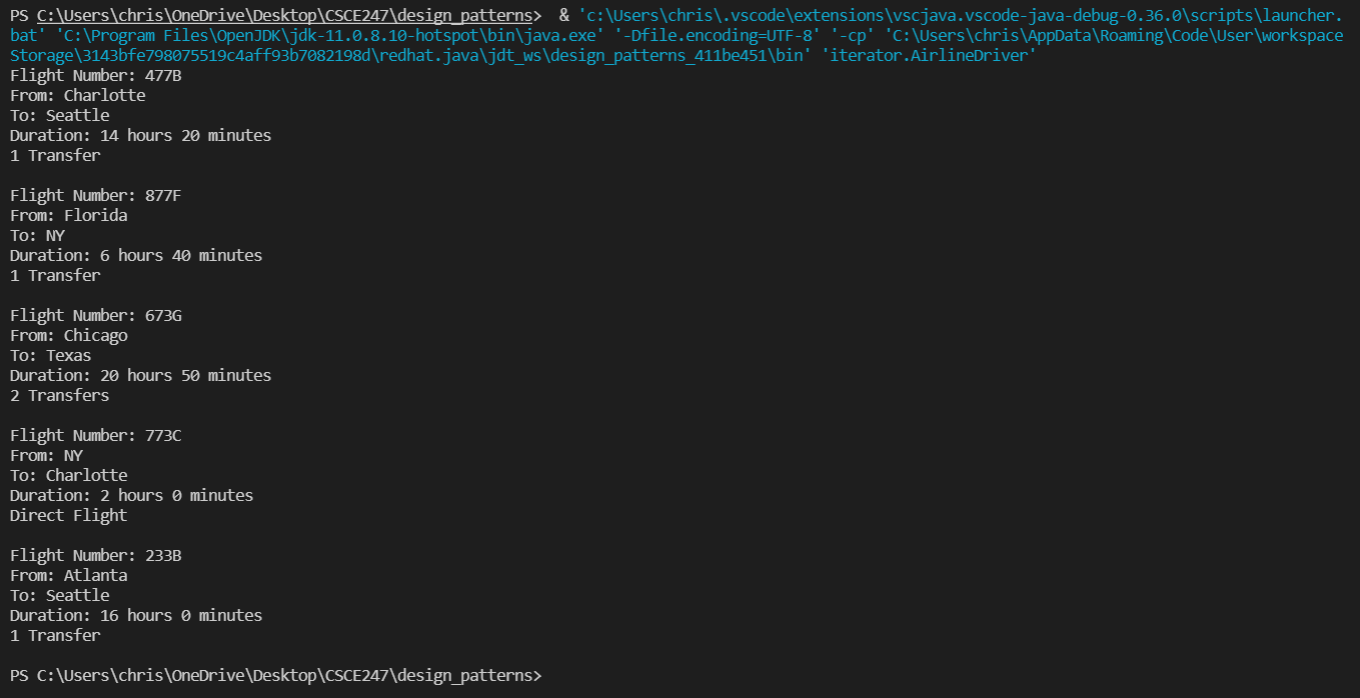 PS C:\Users\chris\OneDrive\Desktop\CSCE247\design_patterns>  & 'c:\Users\chris\.vscode\extensions\vscjava.vscode-java-debug-0.36.0\scripts\launcher.
bat' 'C:\Program Files\OpenJDK\jdk-11.0.8.10-hotspot\bin\java.exe' '-Dfile.encoding=UTF-8' '-cp' 'C:\Users\chris\AppData\Roaming\Code\User\workspace
Storage\3143bfe798075519c4aff93b7082198d\redhat.java\jdt_ws\design_patterns_411be451\bin' 'iterator.AirlineDriver'
Flight Number: 477B
From: Charlotte
To: Seattle
Duration: 14 hours 20 minutes
1 Transfer

Flight Number: 877F
From: Florida
To: NY
Duration: 6 hours 40 minutes
1 Transfer

Flight Number: 673G
From: Chicago
To: Texas
Duration: 20 hours 50 minutes
2 Transfers

Flight Number: 773C
From: NY
To: Charlotte
Duration: 2 hours 0 minutes
Direct Flight

Flight Number: 233B
From: Atlanta
To: Seattle
Duration: 16 hours 0 minutes
1 Transfer

PS C:\Users\chris\OneDrive\Desktop\CSCE247\design_patterns>